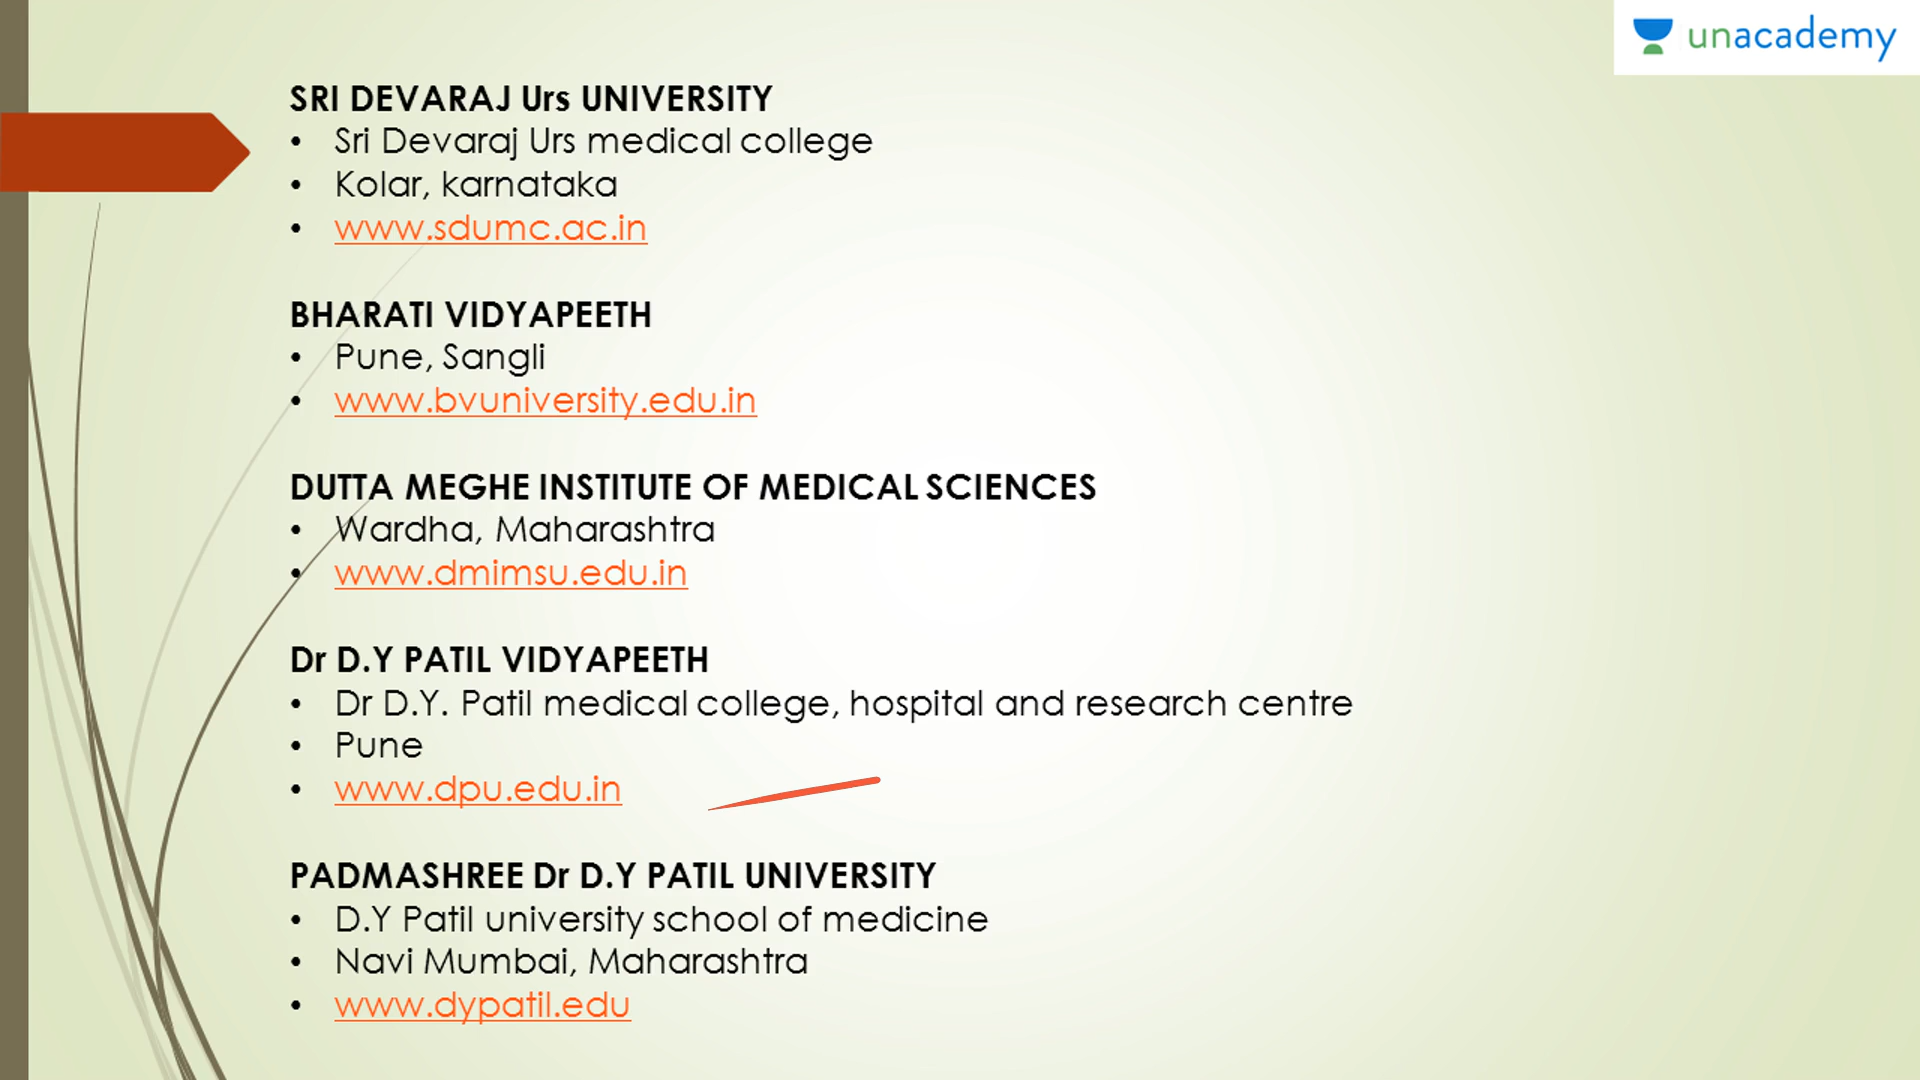 unacademy
SRI DEVARAJ Urs UNIVERSITY
• Sri Devaraj Urs medical college
• Kolar, karnataka
• www.sdumc.ac.in
BHARATI VIDYAPEETH
• Pune, Sangli
• www.bvuniversity.edu.in
DUTTA MEGHE INSTITUTE OF MEDICAL SCIENCES
• Wardha, Maharashtra
• www.dmimsu.edu.in
Dr D.Y PATIL VIDYAPEETH
• Dr D.Y. Patil medical college, hospital and research centre
• Pune
• www.dpu.edu.in
PADMASHREE Dr D.Y PATIL UNIVERSITY
• D.Y Patil university school of medicine
• Navi Mumbai, Maharashtra
• www.dypatil.edu